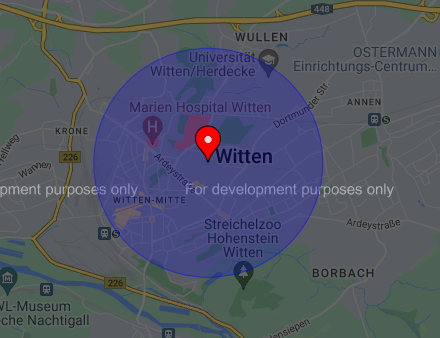 448
WULLEN
OSTERMANN
Einrichtungs-Centrum...
Universität
Witten/Herdecke
Marien Hospital Witten
H
Dortmunder Str
ANNEN
S
KRONE
226
Wannen
Ardeystraße
Witten
opment purposes only
For development purposes only
WITTEN-MITTE
Ardeystraße
S
Streichelzoo
Hohenstein
Witten
226
BORBACH
WL-Museum
che Nachtigall